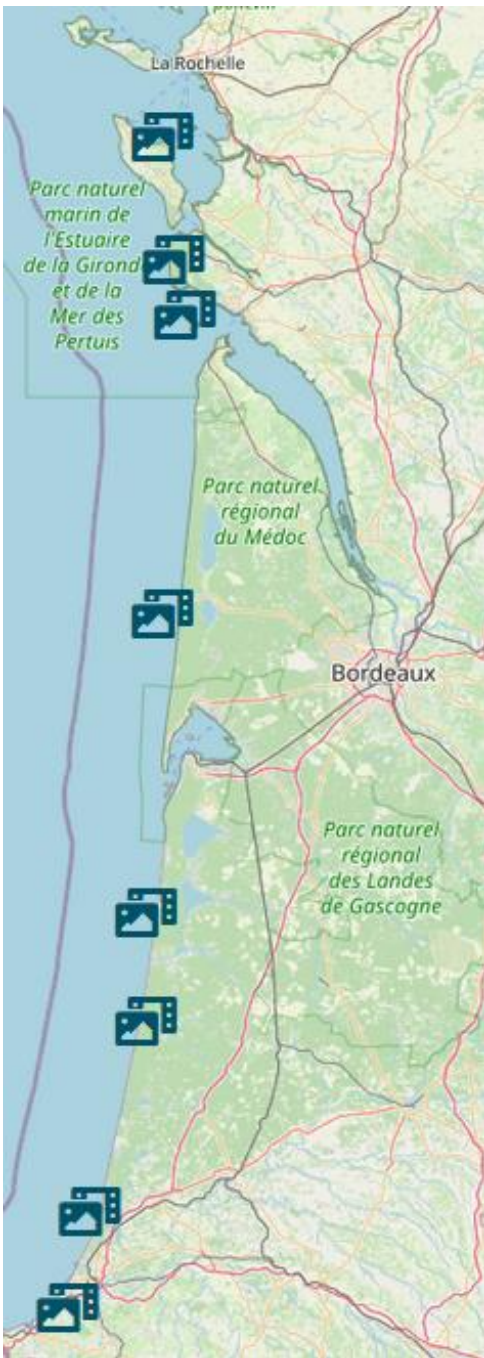 La Rochelle
Parc naturel
marin de
l'Estuaire
de la Girond
et de la
Mer des
Pertuis
Parc naturel
régional
du Médoc
Bordeaux
Parc naturel
régional
des Landes
de Gascogne